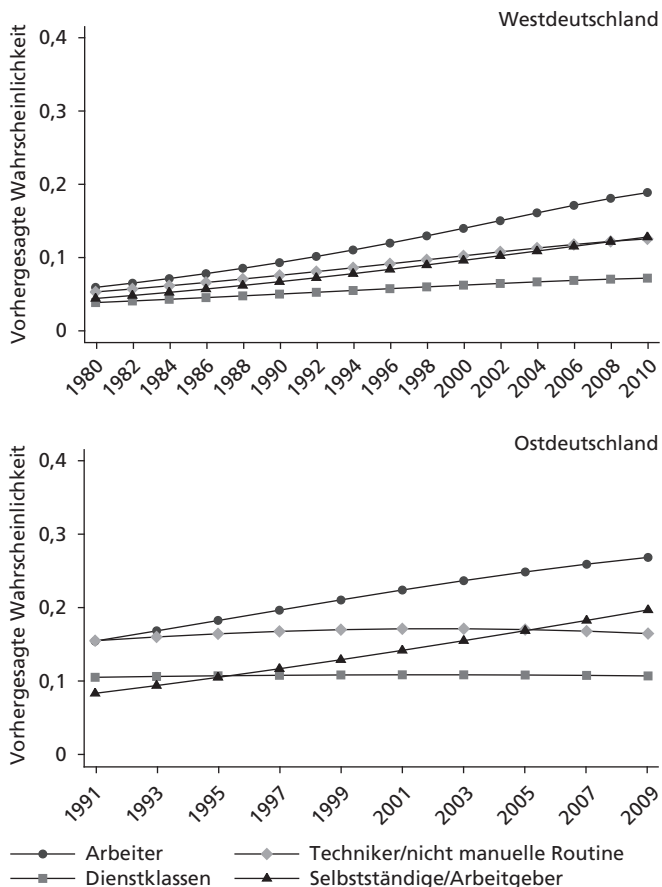 Westdeutschland
Vorhergesagte Wahrscheinlichkeit
0,4
0,3
0,2
0,1
0
1980 1982 1984 1986 1988 1990 1992 1994 1996 1998 2000 2002 2004 2006 2008 2010
Ostdeutschland
Vorhergesagte Wahrscheinlichkeit
0,4
0,3
0,2
0,1
0
1991 1993 1995 1997 1999 2001 2003 2005 2007 2009
Arbeiter Techniker/nicht manuelle Routine
Dienstklassen Selbstständige/Arbeitgeber